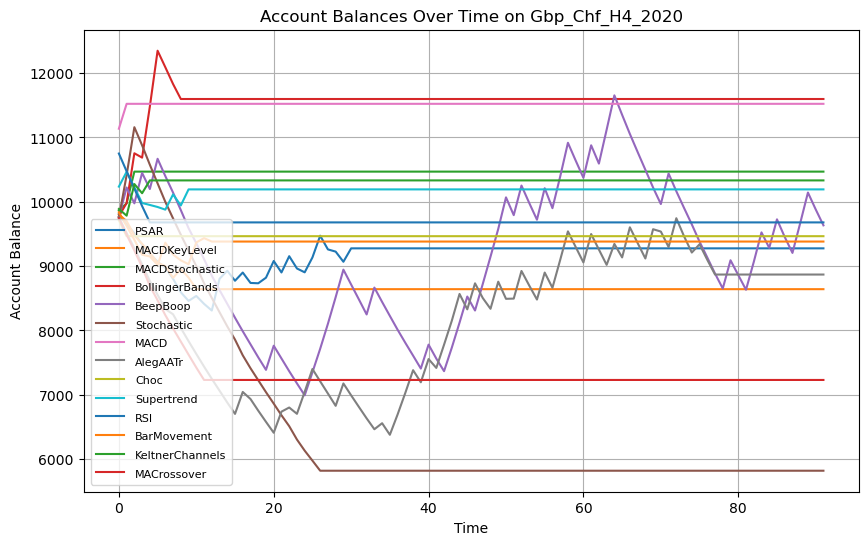 Account Balances Over Time on Gbp_Chf_H4_2020
Account Balance
12000
11000
10000
9000
8000
7000
6000
PSAR
MACDKeyLevel
MACDStochastic
BollingerBands
BeepBoop
Stochastic
MACD
AlegAATr
Choc
Supertrend
RSI
BarMovement
KeltnerChannels
MACrossover
0 20 40 60 80
Time